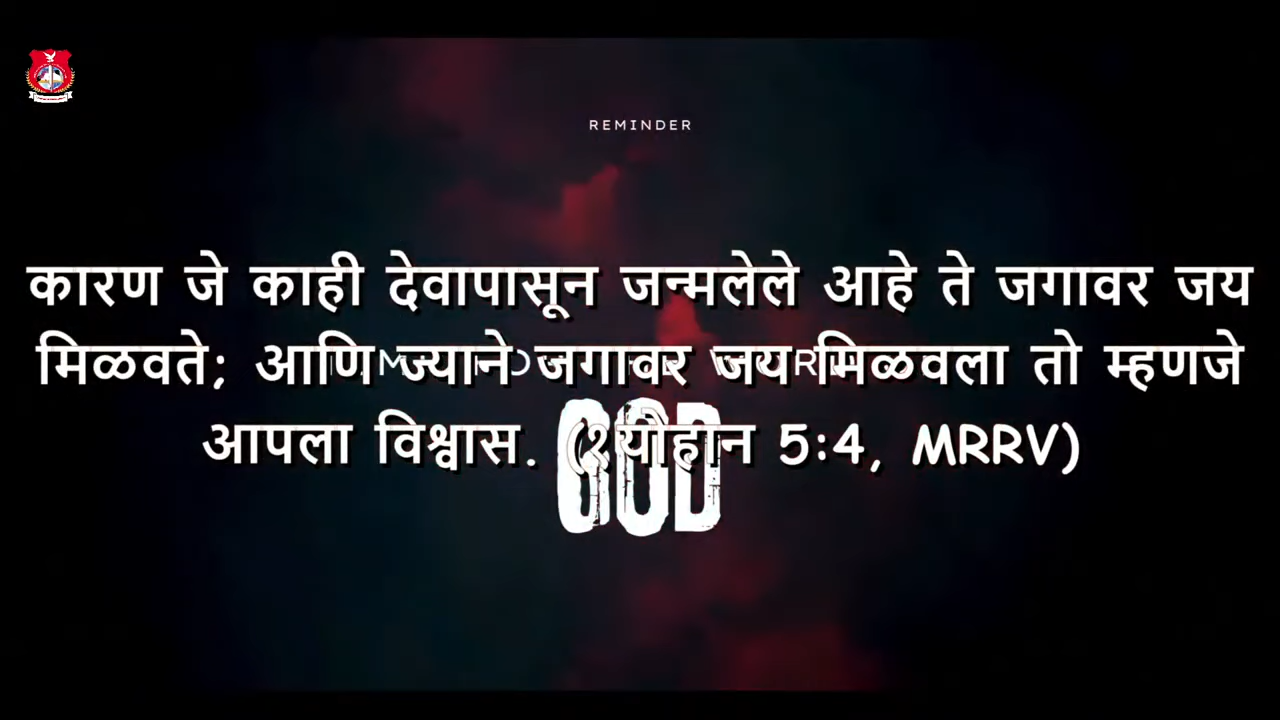 REMINDER
कारण जे काही देवापासून जन्मलेले आहे ते जगावर जय
मिळवते; आणि ज्याने जगावर जय मिळवला तो म्हणजे
आपला विश्वास. (१योहान 5:4, MRRV)
GOD